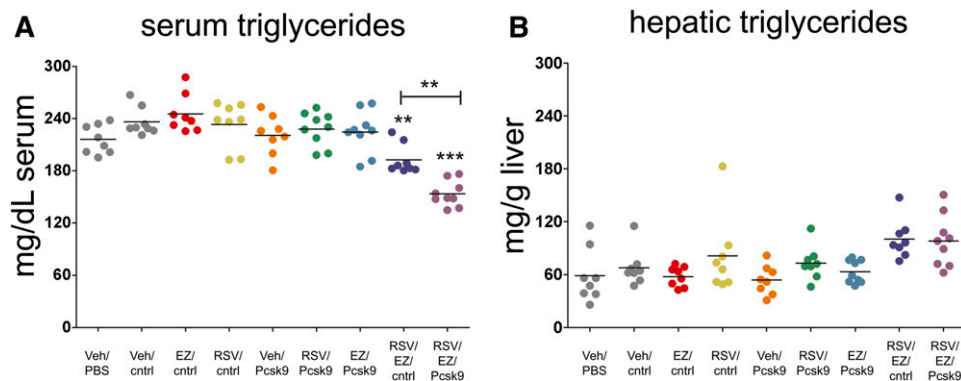 A
serum triglycerides
mg/dL serum
300
240
180
120
60
0
**
**
***
Veh/
PBS
Veh/
cntrl
EZ/
cntrl
RSV/
cntrl
Veh/
Pcsk9
RSV/
Pcsk9
EZ/
Pcsk9
RSV/
EZ/
cntrl
RSV/
EZ/
Pcsk9
B
hepatic triglycerides
mg/g liver
300
240
180
120
60
0
Veh/
PBS
Veh/
cntrl
EZ/
cntrl
RSV/
cntrl
Veh/
Pcsk9
RSV/
Pcsk9
EZ/
Pcsk9
RSV/
EZ/
cntrl
RSV/
EZ/
Pcsk9